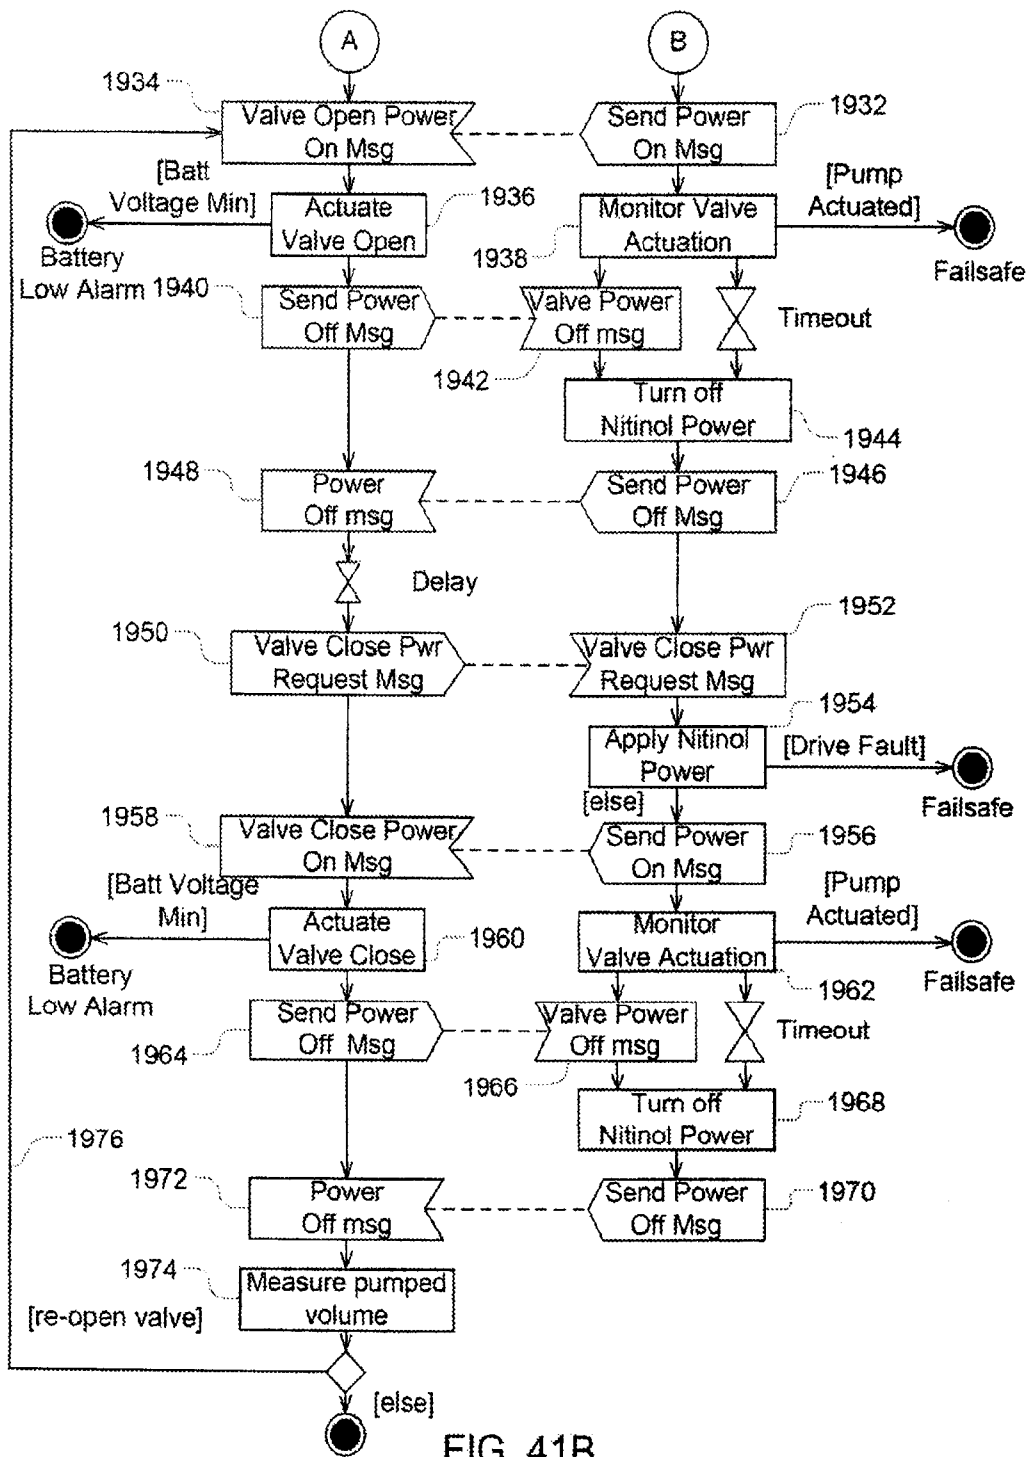 A
B
1934
Valve Open Power
On Msg
Send Power
On Msg
1932
[Batt
Voltage Min]
Actuate
Valve Open
1936
Monitor Valve
Actuation
1938
[Pump
Actuated]
Battery
Low Alarm
Failsafe
1940
Send Power
Off Msg
Valve Power
Off msg
1942
Timeout
Turn off
Nitinol Power
1944
1948
Power
Off msg
Send Power
Off Msg
1946
Delay
1950
Valve Close Pwr
Request Msg
Valve Close Pwr
Request Msg
1952
Apply Nitinol
Power
1954
[Drive Fault]
Failsafe
[else]
1958
Valve Close Power
On Msg
Send Power
On Msg
1956
[Batt Voltage
Min]
Actuate
Valve Close
1960
Monitor
Valve Actuation
1962
[Pump
Actuated]
Battery
Low Alarm
Failsafe
1964
Send Power
Off Msg
Valve Power
Off msg
1966
Timeout
Turn off
Nitinol Power
1968
1976
1972
Power
Off msg
Send Power
Off Msg
1970
1974
Measure pumped
volume
[re-open valve]
[else]
FIG. 41B